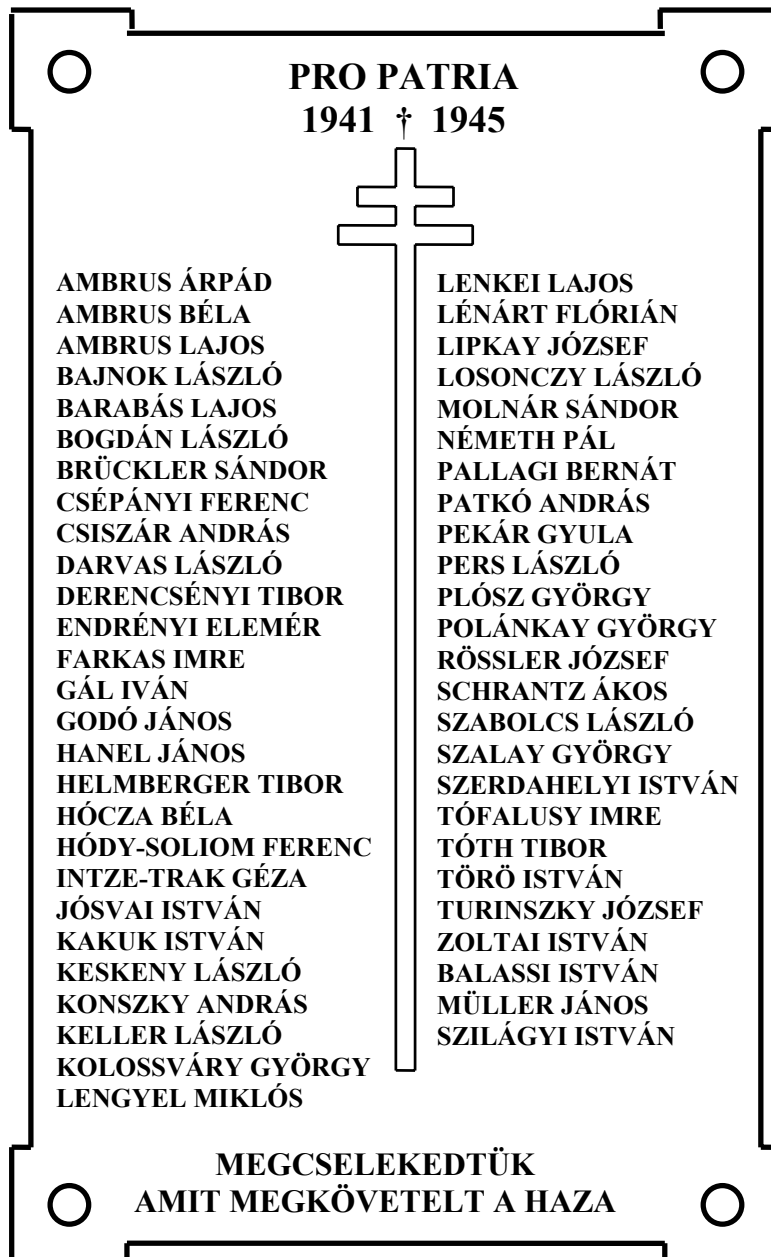 PRO PATRIA
1941 † 1945
AMBRUS ÁRPÁD
AMBRUS BÉLA
AMBRUS LAJOS
BAJNOK LÁSZLÓ
BARABÁS LAJOS
BOGDÁN LÁSZLÓ
BRÜCKLER SÁNDOR
CSÉPÁNYI FERENC
CSISZÁR ANDRÁS
DARVAS LÁSZLÓ
DERENCSÉNYI TIBOR
ENDRÉNYI ELEMÉR
FARKAS IMRE
GÁL IVÁN
GODÓ JÁNOS
HANEL JÁNOS
HELMBERGER TIBOR
HÓCZA BÉLA
HÓDY-SOLIOM FERENC
INTZE-TRAK GÉZA
JÓSVAI ISTVÁN
KAKUK ISTVÁN
KESKENY LÁSZLÓ
KONSZKY ANDRÁS
KELLER LÁSZLÓ
KOLOSSVÁRY GYÖRGY
LENGYEL MIKLÓS
LENKEI LAJOS
LÉNÁRT FLÓRIÁN
LIPKAY JÓZSEF
LOSONCZY LÁSZLÓ
MOLNÁR SÁNDOR
NÉMETH PÁL
PALLAGI BERNÁT
PATKÓ ANDRÁS
PEKÁR GYULA
PERS LÁSZLÓ
PLÓSZ GYÖRGY
POLÁNKAY GYÖRGY
RÖSSLER JÓZSEF
SCHRANTZ ÁKOS
SZABOLCS LÁSZLÓ
SZALAY GYÖRGY
SZERDAHELYI ISTVÁN
TÓFALUSY IMRE
TÓTH TIBOR
TÖRÖ ISTVÁN
TURINSZKY JÓZSEF
ZOLTAI ISTVÁN
BALASSI ISTVÁN
MÜLLER JÁNOS
SZILÁGYI ISTVÁN
MEGCSELEKEDTÜK
AMIT MEGKÖVETELT A HAZA